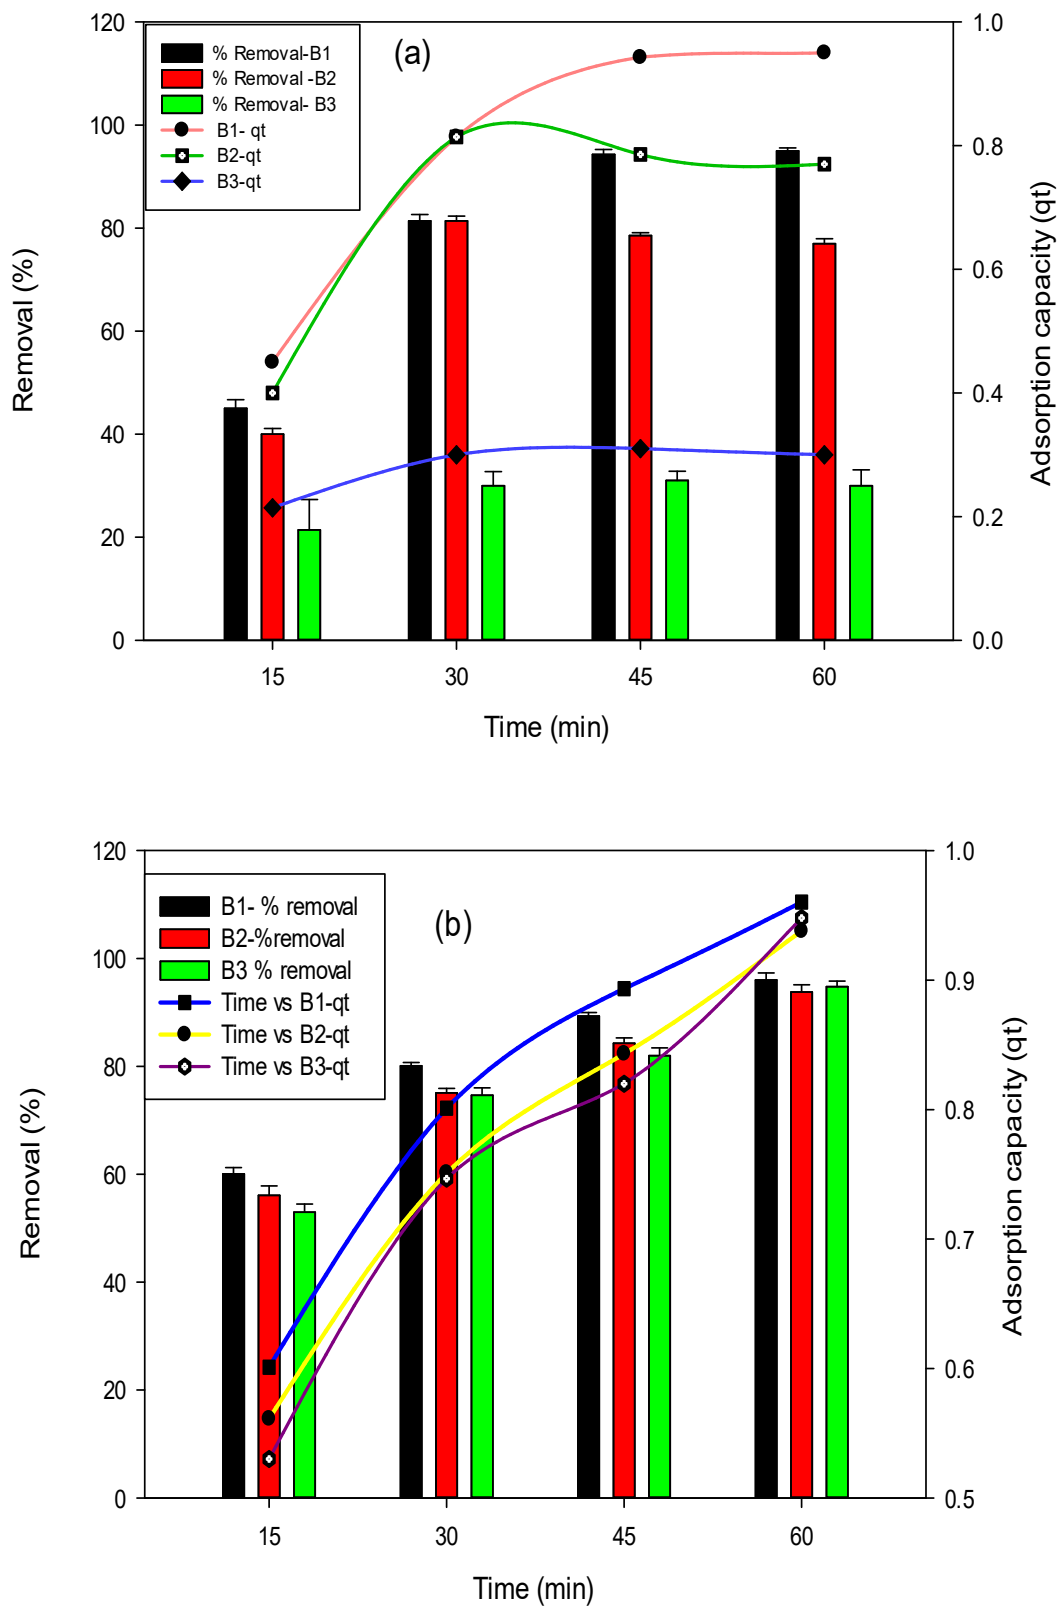 120
100
80
60
40
20
0
Removal (%)
% Removal-B1
% Removal -B2
% Removal- B3
B1- qt
B2-qt
B3-qt
(a)
1.0
0.8
0.6
0.4
0.2
0.0
Adsorption capacity (qt)
15 30 45 60
Time (min)
120
100
80
60
40
20
0
Removal (%)
B1- % removal
B2-%removal
B3 % removal
Time vs B1-qt
Time vs B2-qt
Time vs B3-qt
(b)
1.0
0.9
0.8
0.7
0.6
0.5
Adsorption capacity (qt)
15 30 45 60
Time (min)